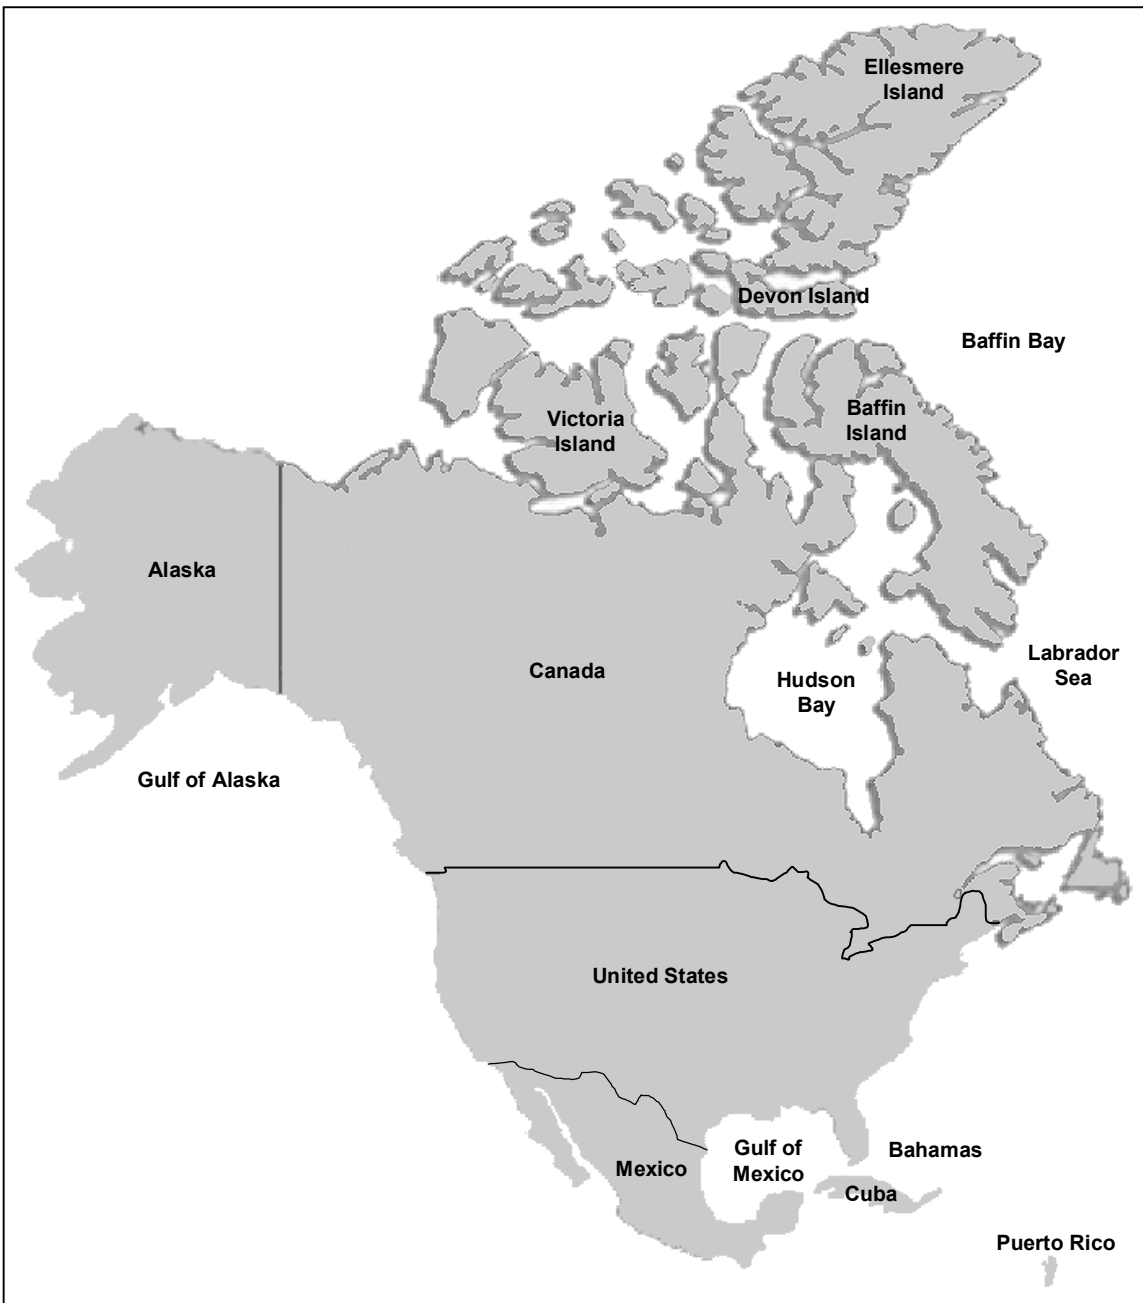 Ellesmere
Island
Devon Island
Baffin Bay
Victoria
Island
Baffin
Island
Alaska
Canada
Hudson
Bay
Labrador
Sea
Gulf of Alaska
United States
Mexico
Gulf of
Mexico
Bahamas
Cuba
Puerto Rico